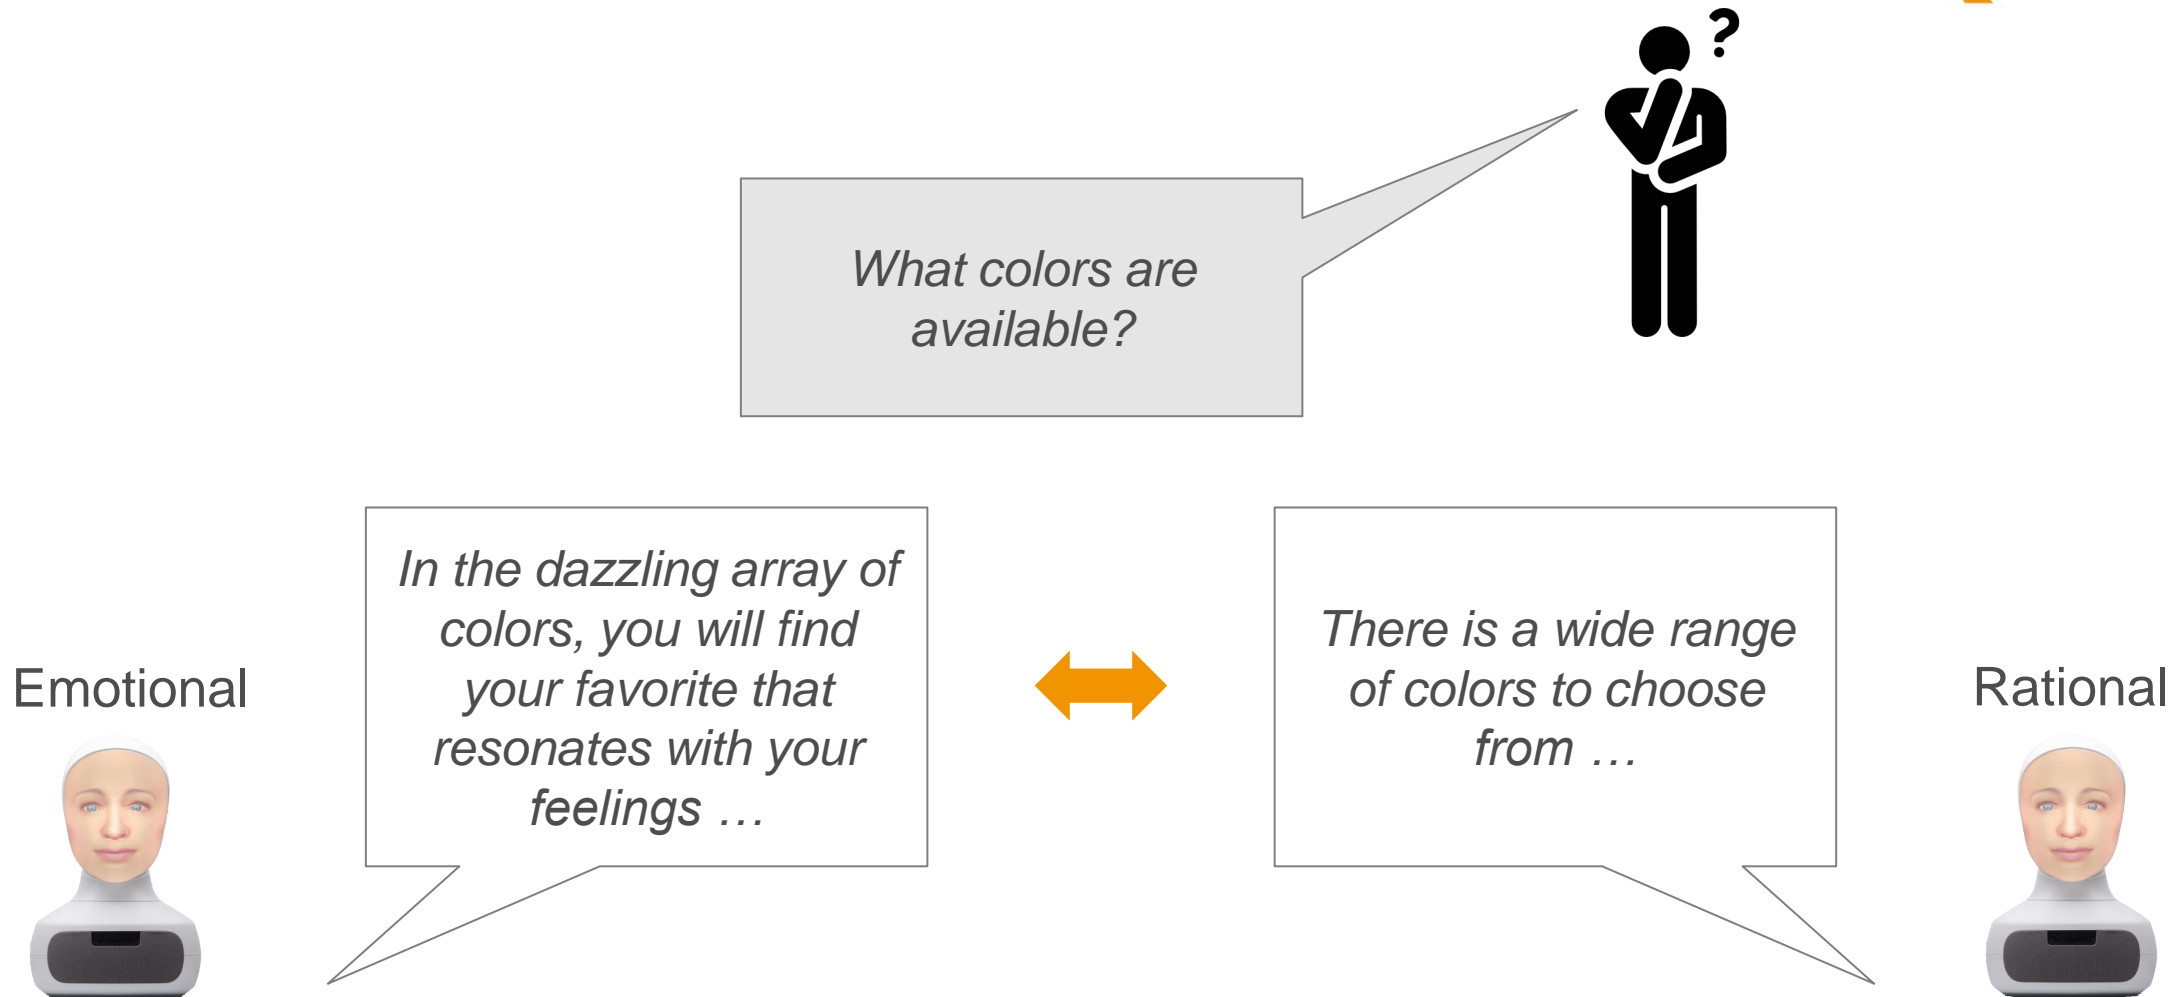 ?
What colors are
available?
In the dazzling array of
colors, you will find
your favorite that
resonates with your
feelings …
Emotional
There is a wide range
of colors to choose
from …
Rational